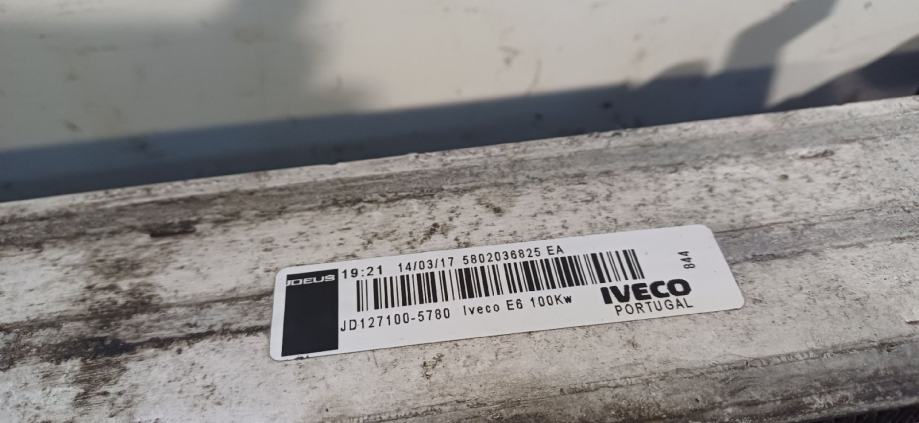 JDEUS
19:21 14/03/17 5802036825 EA
JD127100-5780 Iveco E6 100Kw
IVECO
PORTUGAL
844